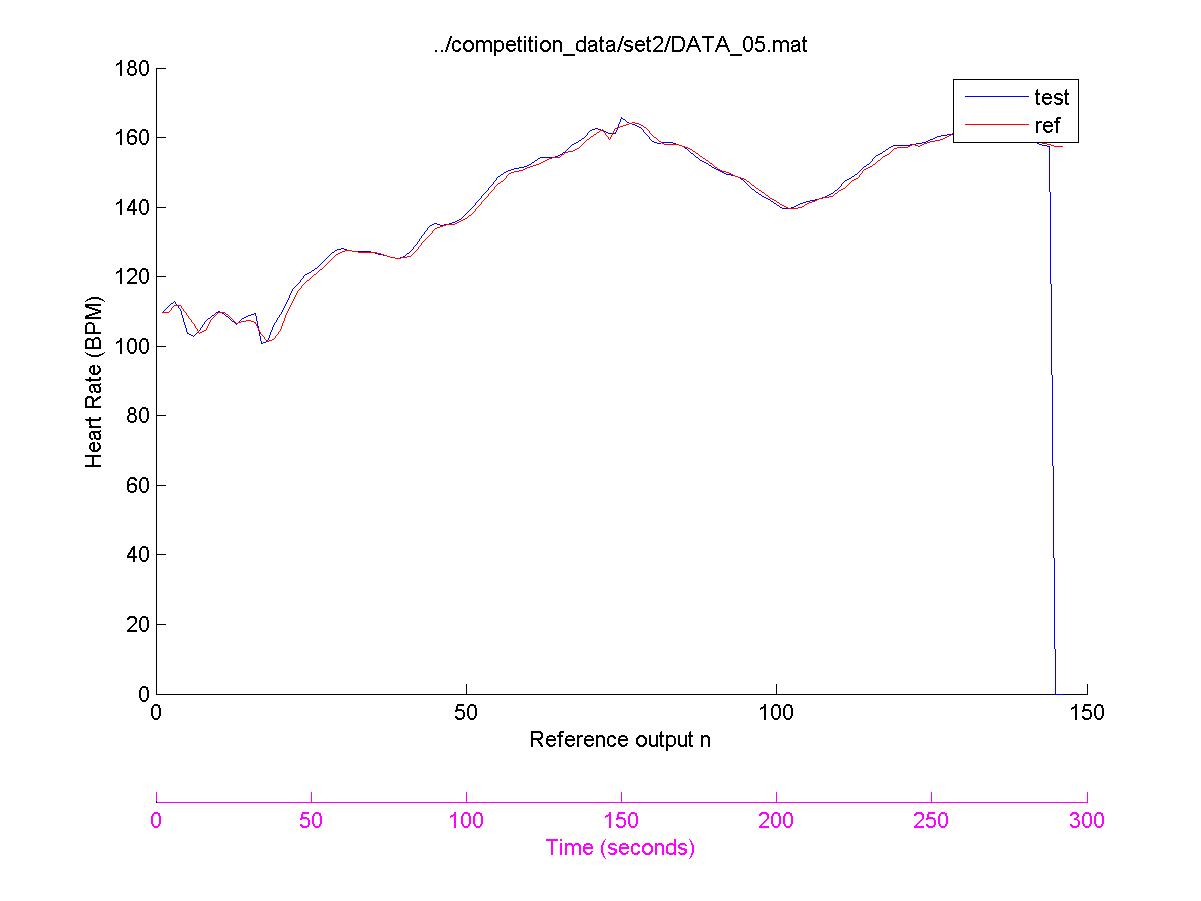 ../competition_data/set2/DATA_05.mat
180
160
140
120
100
80
60
40
20
0
Heart Rate (BPM)
test
ref
0 50 100 150
Reference output n
0 50 100 150 200 250 300
Time (seconds)